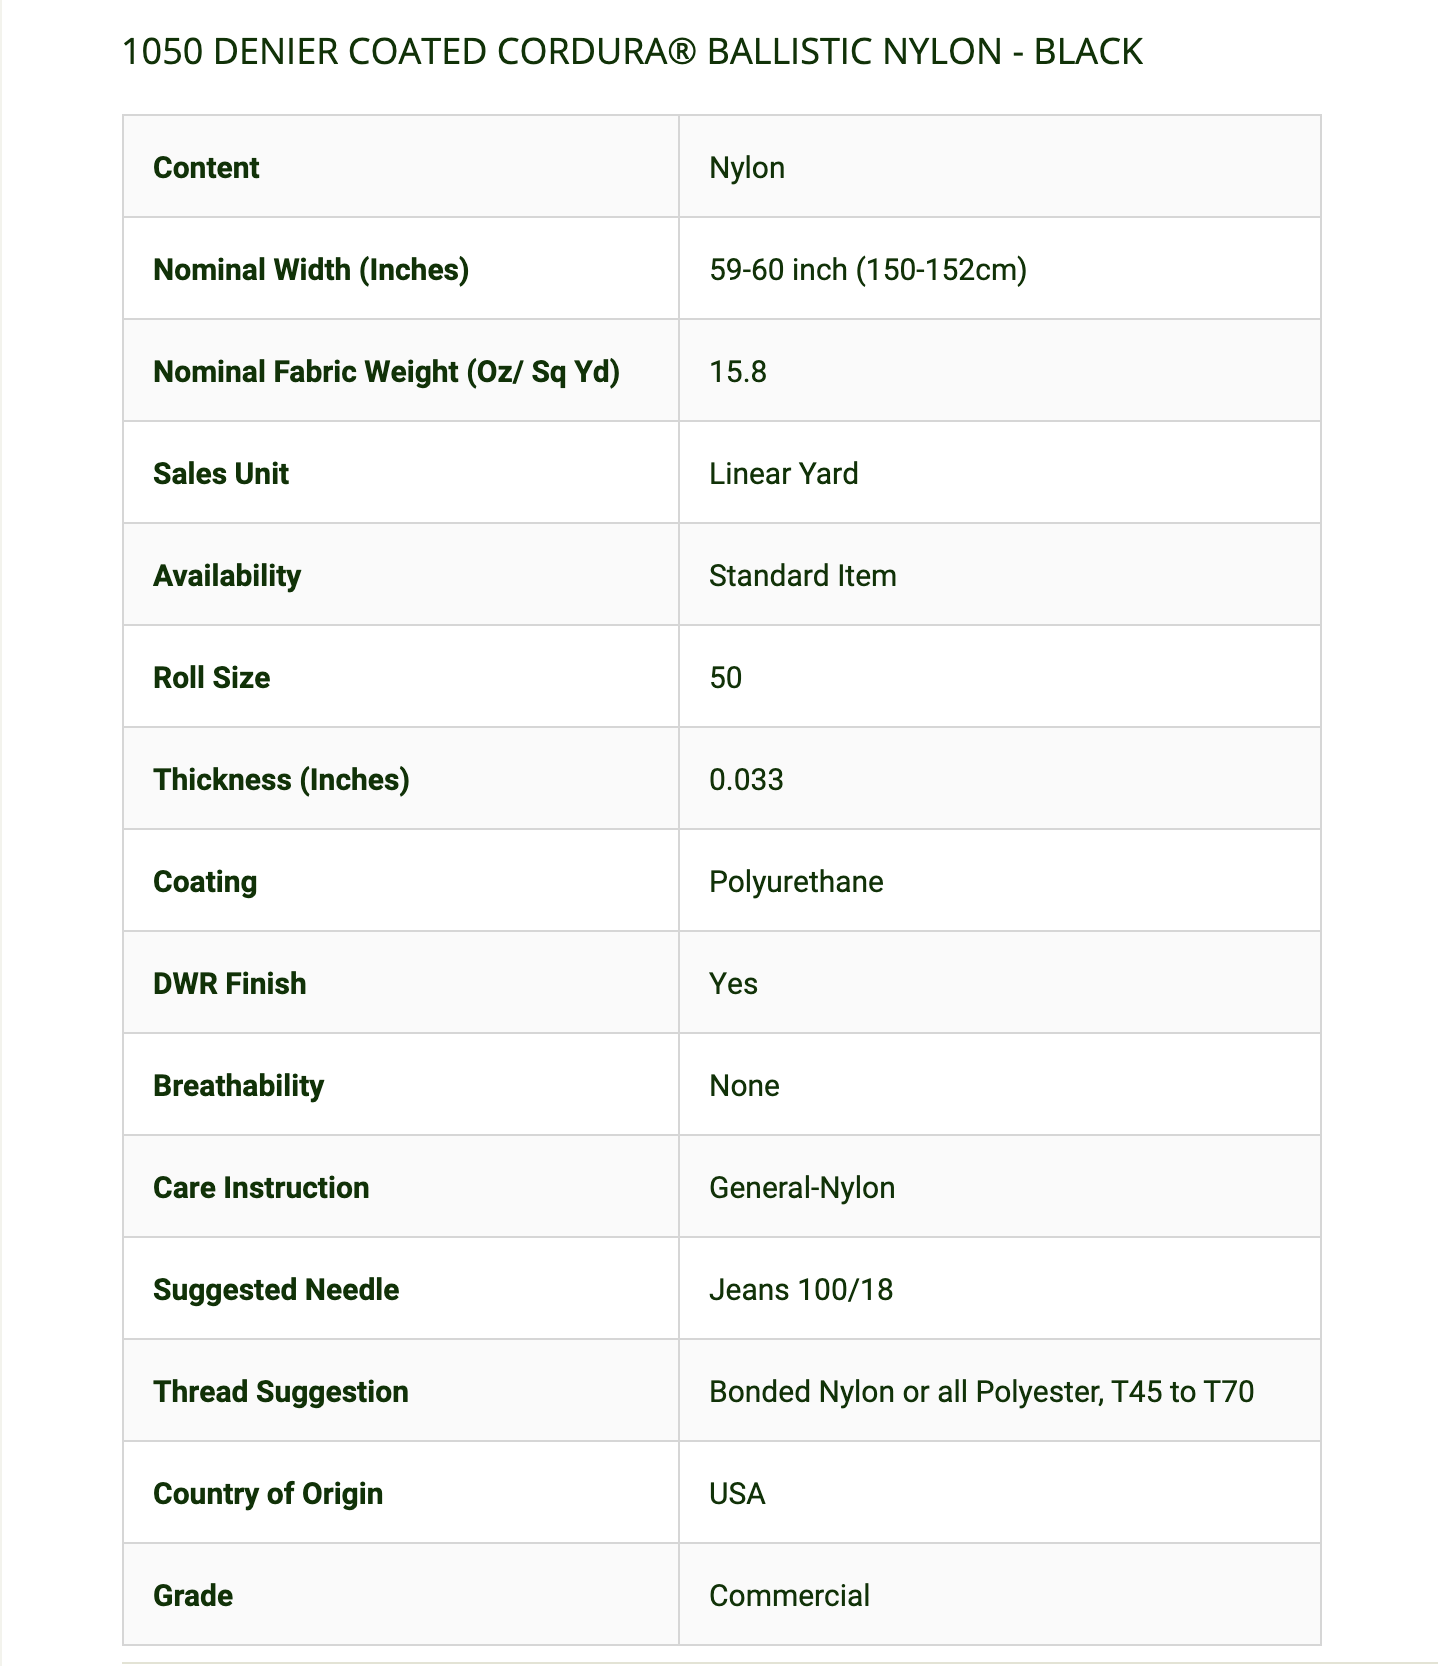 1050 DENIER COATED CORDURA® BALLISTIC NYLON - BLACK
Content Nylon
Nominal Width (Inches) 59-60 inch (150-152cm)
Nominal Fabric Weight (Oz/ Sq Yd) 15.8
Sales Unit Linear Yard
Availability Standard Item
Roll Size 50
Thickness (Inches) 0.033
Coating Polyurethane
DWR Finish Yes
Breathability None
Care Instruction General-Nylon
Suggested Needle Jeans 100/18
Thread Suggestion Bonded Nylon or all Polyester, T45 to T70
Country of Origin USA
Grade Commercial